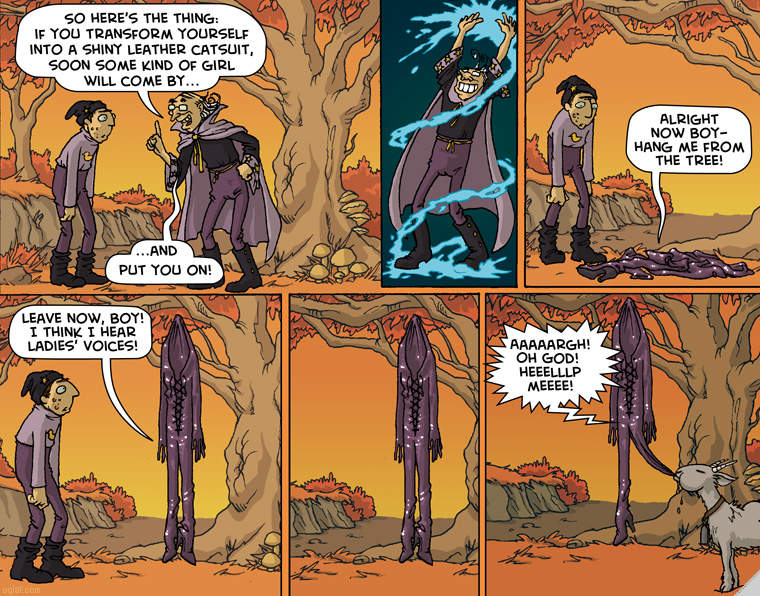 SO HERE'S THE THING:
IF YOU TRANSFORM YOURSELF
INTO A SHINY LEATHER CATSUIT,
SOON SOME KIND OF GIRL
WILL COME BY...
...AND
PUT YOU ON!
ALRIGHT
NOW BOY-
HANG ME FROM
THE TREE!
LEAVE NOW, BOY!
I THINK I HEAR
LADIES' VOICES!
AAAAARGH!
OH GOD!
HEEELLLP
MEEEE!
oglaf.com